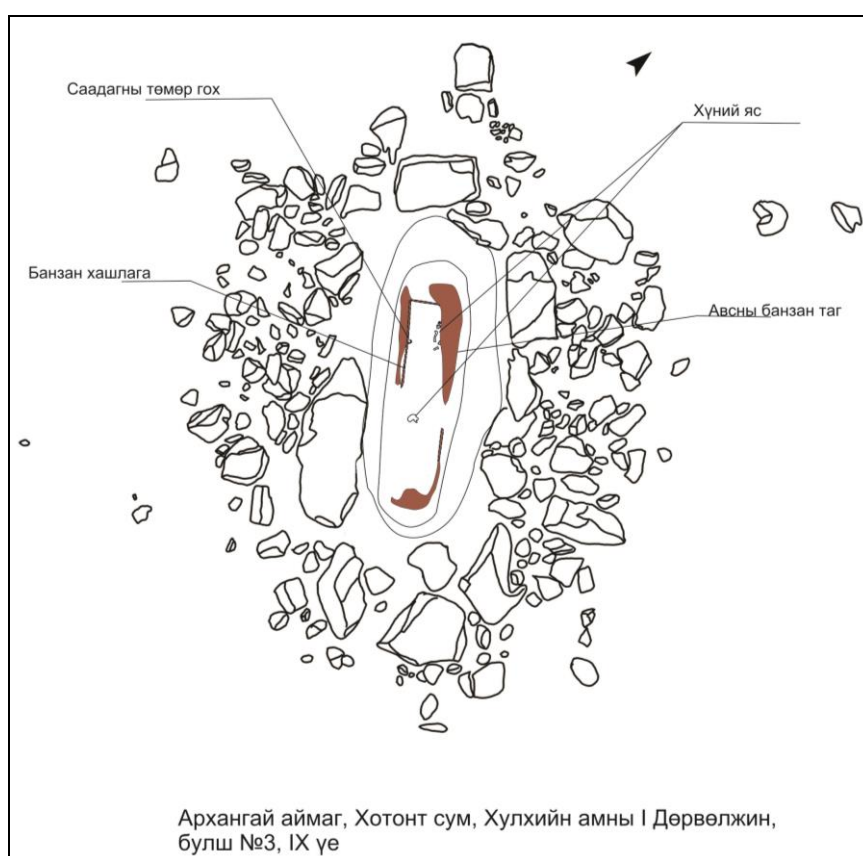 Саадагны төмөр гох
Хүний яс
Банзан хашлага
Авсны банзан таг
Архангай аймаг, Хотонт сум, Хулхийн амны I Дөрвөлжин,
булш №3, IX үе